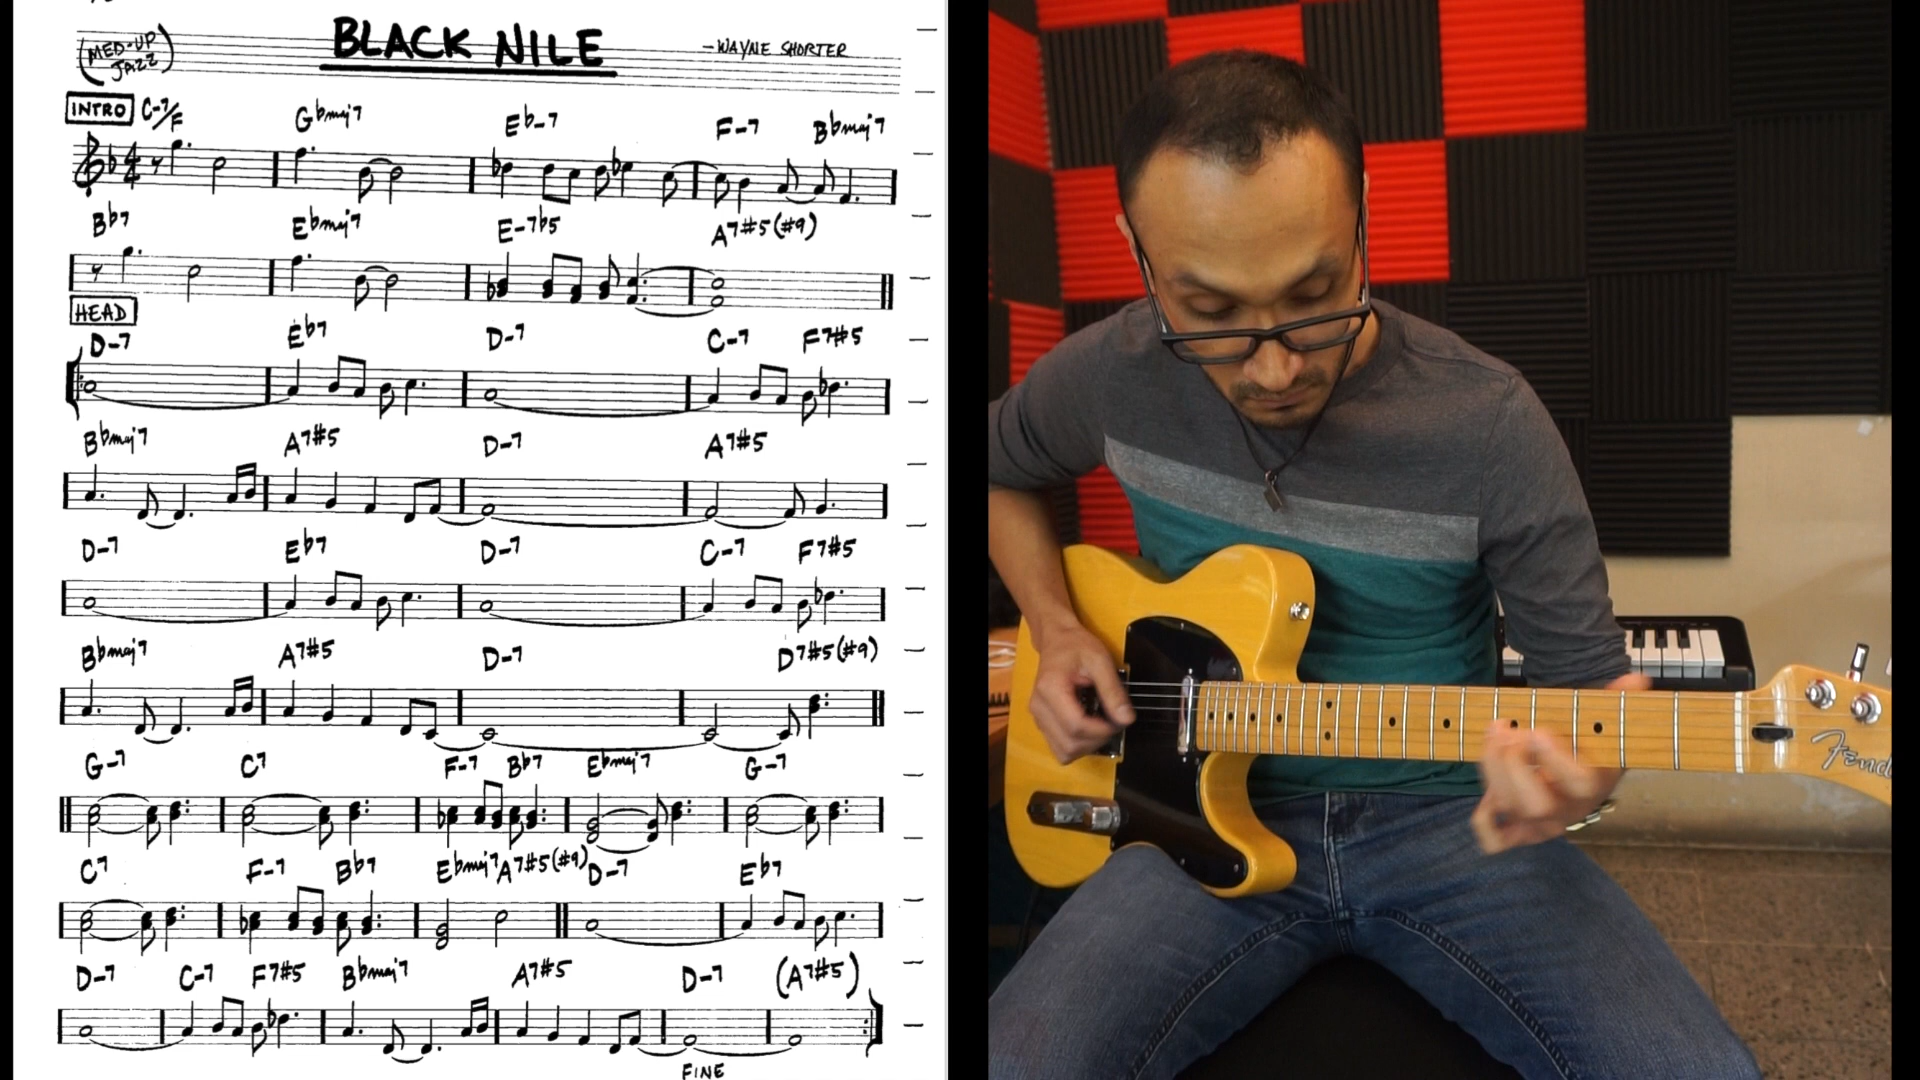 BLACK NILE
(MED-UP JAZZ)
-WAYNE SHORTER
INTRO C-7/F Gbmaj7 Eb-7 F-7 Bbmaj7
Bb7 Ebmaj7 E-7b5 A7#5(#9)
HEAD
D-7 Eb7 D-7 C-7 F7#5
Bbmaj7 A7#5 D-7 A7#5
D-7 Eb7 D-7 C-7 F7#5
Bbmaj7 A7#5 D-7 D7#5(#9)
G-7 C7 F-7 Bb7 Ebmaj7 G-7
C7 F-7 Bb7 Ebmaj7 A7#5(#9) D-7 Eb7
D-7 C-7 F7#5 Bbmaj7 A7#5 D-7 (A7#5)
FINE